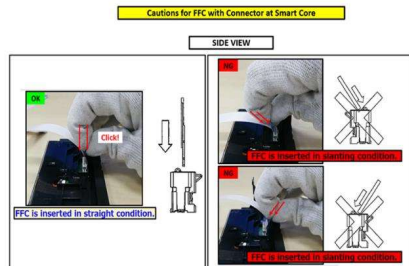 Cautions for FFC with Connector at Smart Core
SIDE VIEW
OK
Click!
FFC is inserted in straight condition.
NG
FFC is inserted in slanting condition.
NG
FFC is inserted in slanting condition.